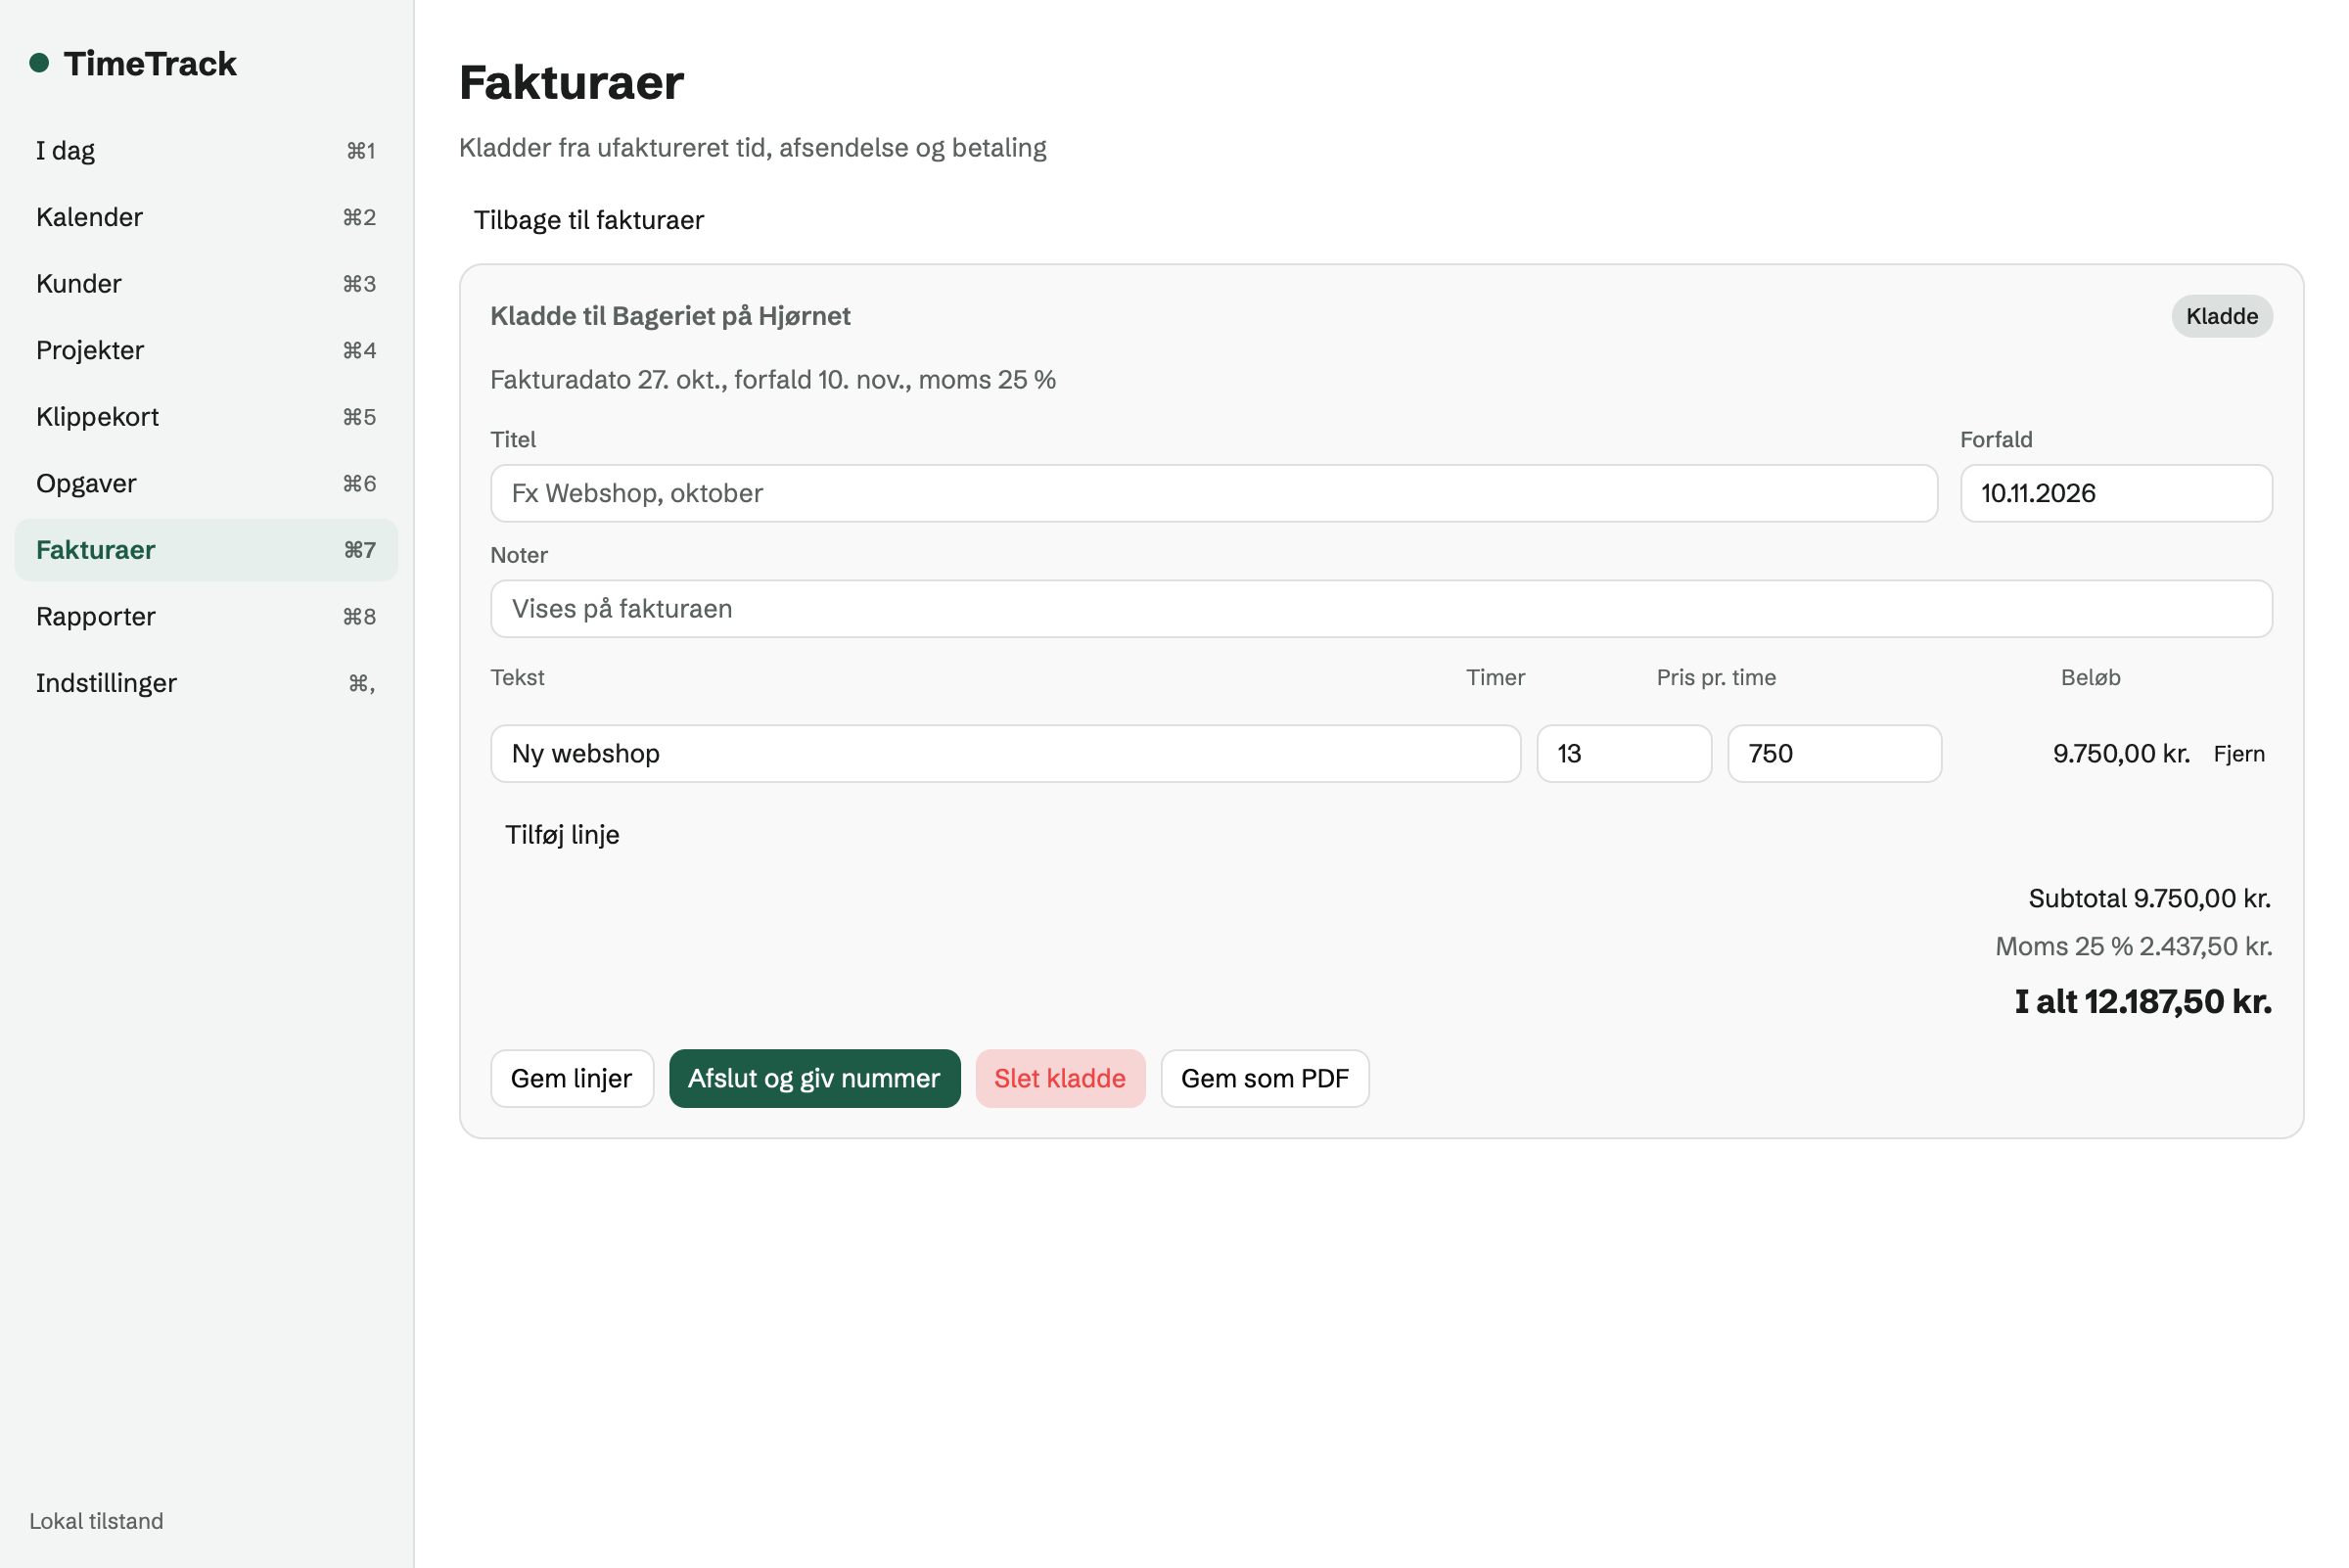 TimeTrack
I dag ⌘1
Kalender ⌘2
Kunder ⌘3
Projekter ⌘4
Klippekort ⌘5
Opgaver ⌘6
Fakturaer ⌘7
Rapporter ⌘8
Indstillinger ⌘,
Lokal tilstand
Fakturaer
Kladder fra ufaktureret tid, afsendelse og betaling
Tilbage til fakturaer
Kladde til Bageriet på Hjørnet Kladde
Fakturadato 27. okt., forfald 10. nov., moms 25 %
Titel Forfald
Fx Webshop, oktober 10.11.2026
Noter
Vises på fakturaen
Tekst Timer Pris pr. time Beløb
Ny webshop 13 750 9.750,00 kr. Fjern
Tilføj linje
Subtotal 9.750,00 kr.
Moms 25 % 2.437,50 kr.
I alt 12.187,50 kr.
Gem linjer Afslut og giv nummer Slet kladde Gem som PDF